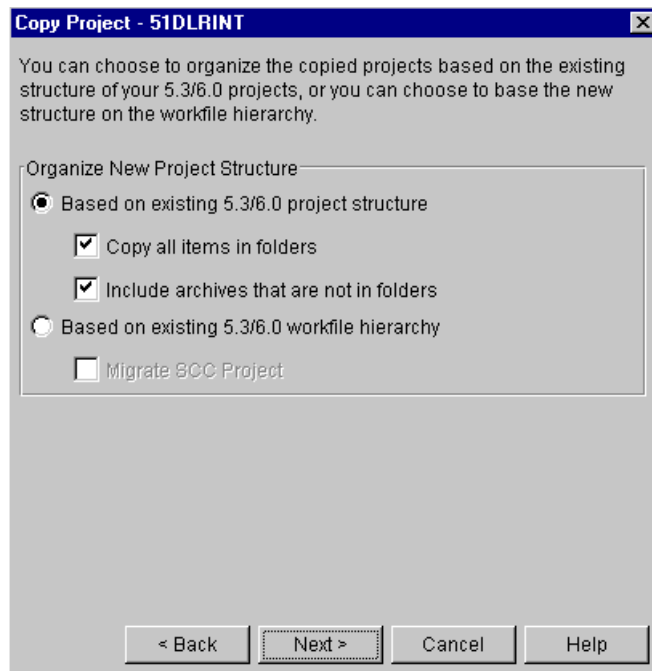 Copy Project - 51DLRINT
You can choose to organize the copied projects based on the existing
structure of your 5.3/6.0 projects, or you can choose to base the new
structure on the workfile hierarchy.
Organize New Project Structure
Based on existing 5.3/6.0 project structure
Copy all items in folders
Include archives that are not in folders
Based on existing 5.3/6.0 workfile hierarchy
Migrate SCC Project
< Back Next > Cancel Help